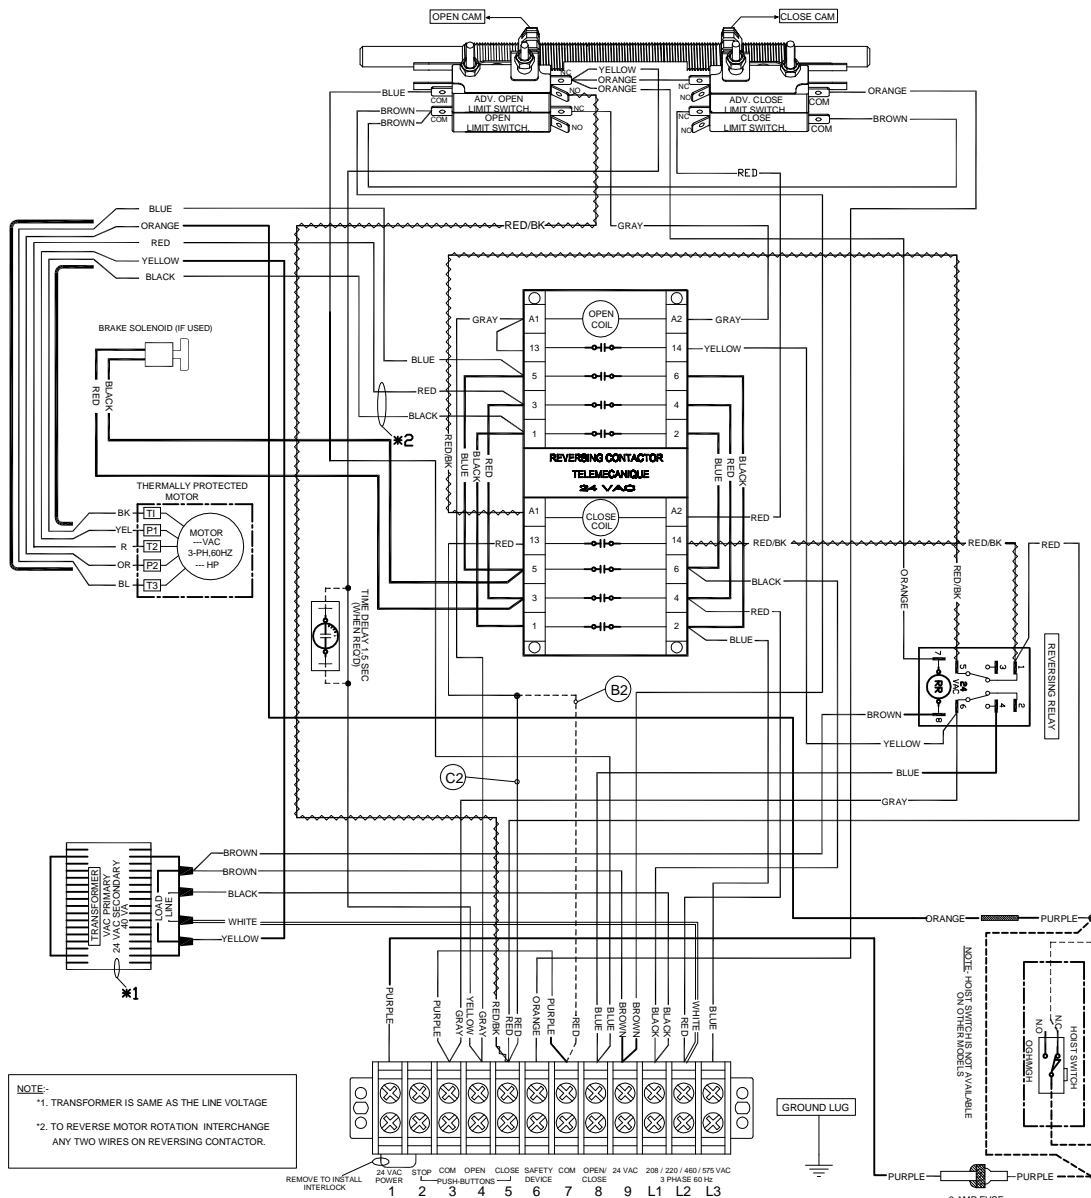 OPEN CAM
CLOSE CAM
YELLOW
ORANGE
ORANGE
NC
NO
NC
NO
NC
NO
NC
NO
BLUE
COM
ADV. OPEN
LIMIT SWITCH.
BROWN
BROWN
COM
OPEN
LIMIT SWITCH.
ADV. CLOSE
LIMIT SWITCH.
COM
ORANGE
CLOSE
LIMIT SWITCH.
COM
BROWN
RED
BLUE
ORANGE
RED
YELLOW
BLACK
RED/BK
GRAY
BRAKE SOLENOID (IF USED)
BLACK
RED
GRAY
A1
OPEN
COIL
A2
GRAY
13
14
YELLOW
BLUE
5
6
RED
3
4
BLACK
1
2
*2
RED/BK
BLUE
BLACK
RED
BLUE
RED
BLACK
REVERSING CONTACTOR
TELEMECANIQUE
24 VAC
A1
CLOSE
COIL
A2
RED
RED
13
14
RED/BK
RED/BK
RED
5
6
BLACK
3
4
RED
1
2
BLUE
THERMALLY PROTECTED
MOTOR
BK
T1
YEL
P1
R
T2
OR
P2
BL
T3
MOTOR
---VAC
3-PH,60HZ
--- HP
TIME DELAY 1.5 SEC
(WHEN REQ'D)
ORANGE
RED/BK
7
5
3
1
RR
24
VAC
8
6
4
2
REVERSING RELAY
B2
BROWN
YELLOW
C2
BLUE
GRAY
TRANSFORMER
VAC PRIMARY
24 VAC SECONDARY
40 VA
LOAD
LINE
BROWN
BROWN
BLACK
WHITE
YELLOW
*1
ORANGE
PURPLE
NOTE:- HOIST SWITCH IS NOT AVAILABLE
ON OTHER MODELS
N.C
N.O
HOIST SWITCH
OGH/MGH
PURPLE
PURPLE
GRAY
YELLOW
GRAY
RED/BK
RED
RED
ORANGE
PURPLE
RED
BLUE
BLUE
BROWN
BROWN
BLACK
BLACK
RED
WHITE
BLUE
NOTE:-
*1. TRANSFORMER IS SAME AS THE LINE VOLTAGE
*2. TO REVERSE MOTOR ROTATION INTERCHANGE
ANY TWO WIRES ON REVERSING CONTACTOR.
GROUND LUG
REMOVE TO INSTALL
INTERLOCK
24 VAC
POWER
STOP
COM
OPEN
CLOSE
PUSH-BUTTONS
SAFETY
DEVICE
COM
OPEN/
CLOSE
24 VAC
208 / 220 / 460 / 575 VAC
3 PHASE 60 Hz
1 2 3 4 5 6 7 8 9 L1 L2 L3
PURPLE
PURPLE